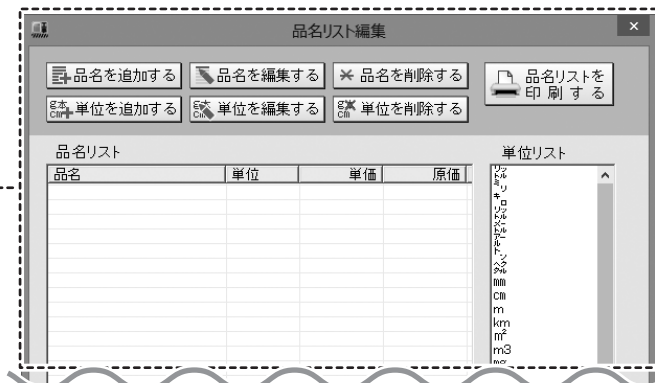 品名リスト編集
品名を追加する 品名を編集する 品名を削除する 品名リストを印刷する
単位を追加する 単位を編集する 単位を削除する
品名リスト 単位リスト
品名 単位 単価 原価
mm
cm
m
km
m²
m3